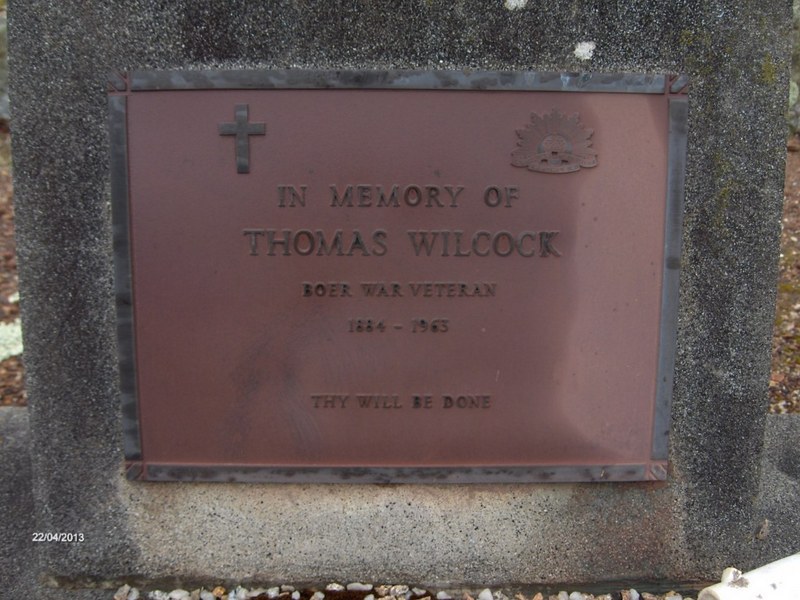 IN MEMORY OF
THOMAS WILCOCK
BOER WAR VETERAN
1884 - 1963
THY WILL BE DONE
22/04/2013